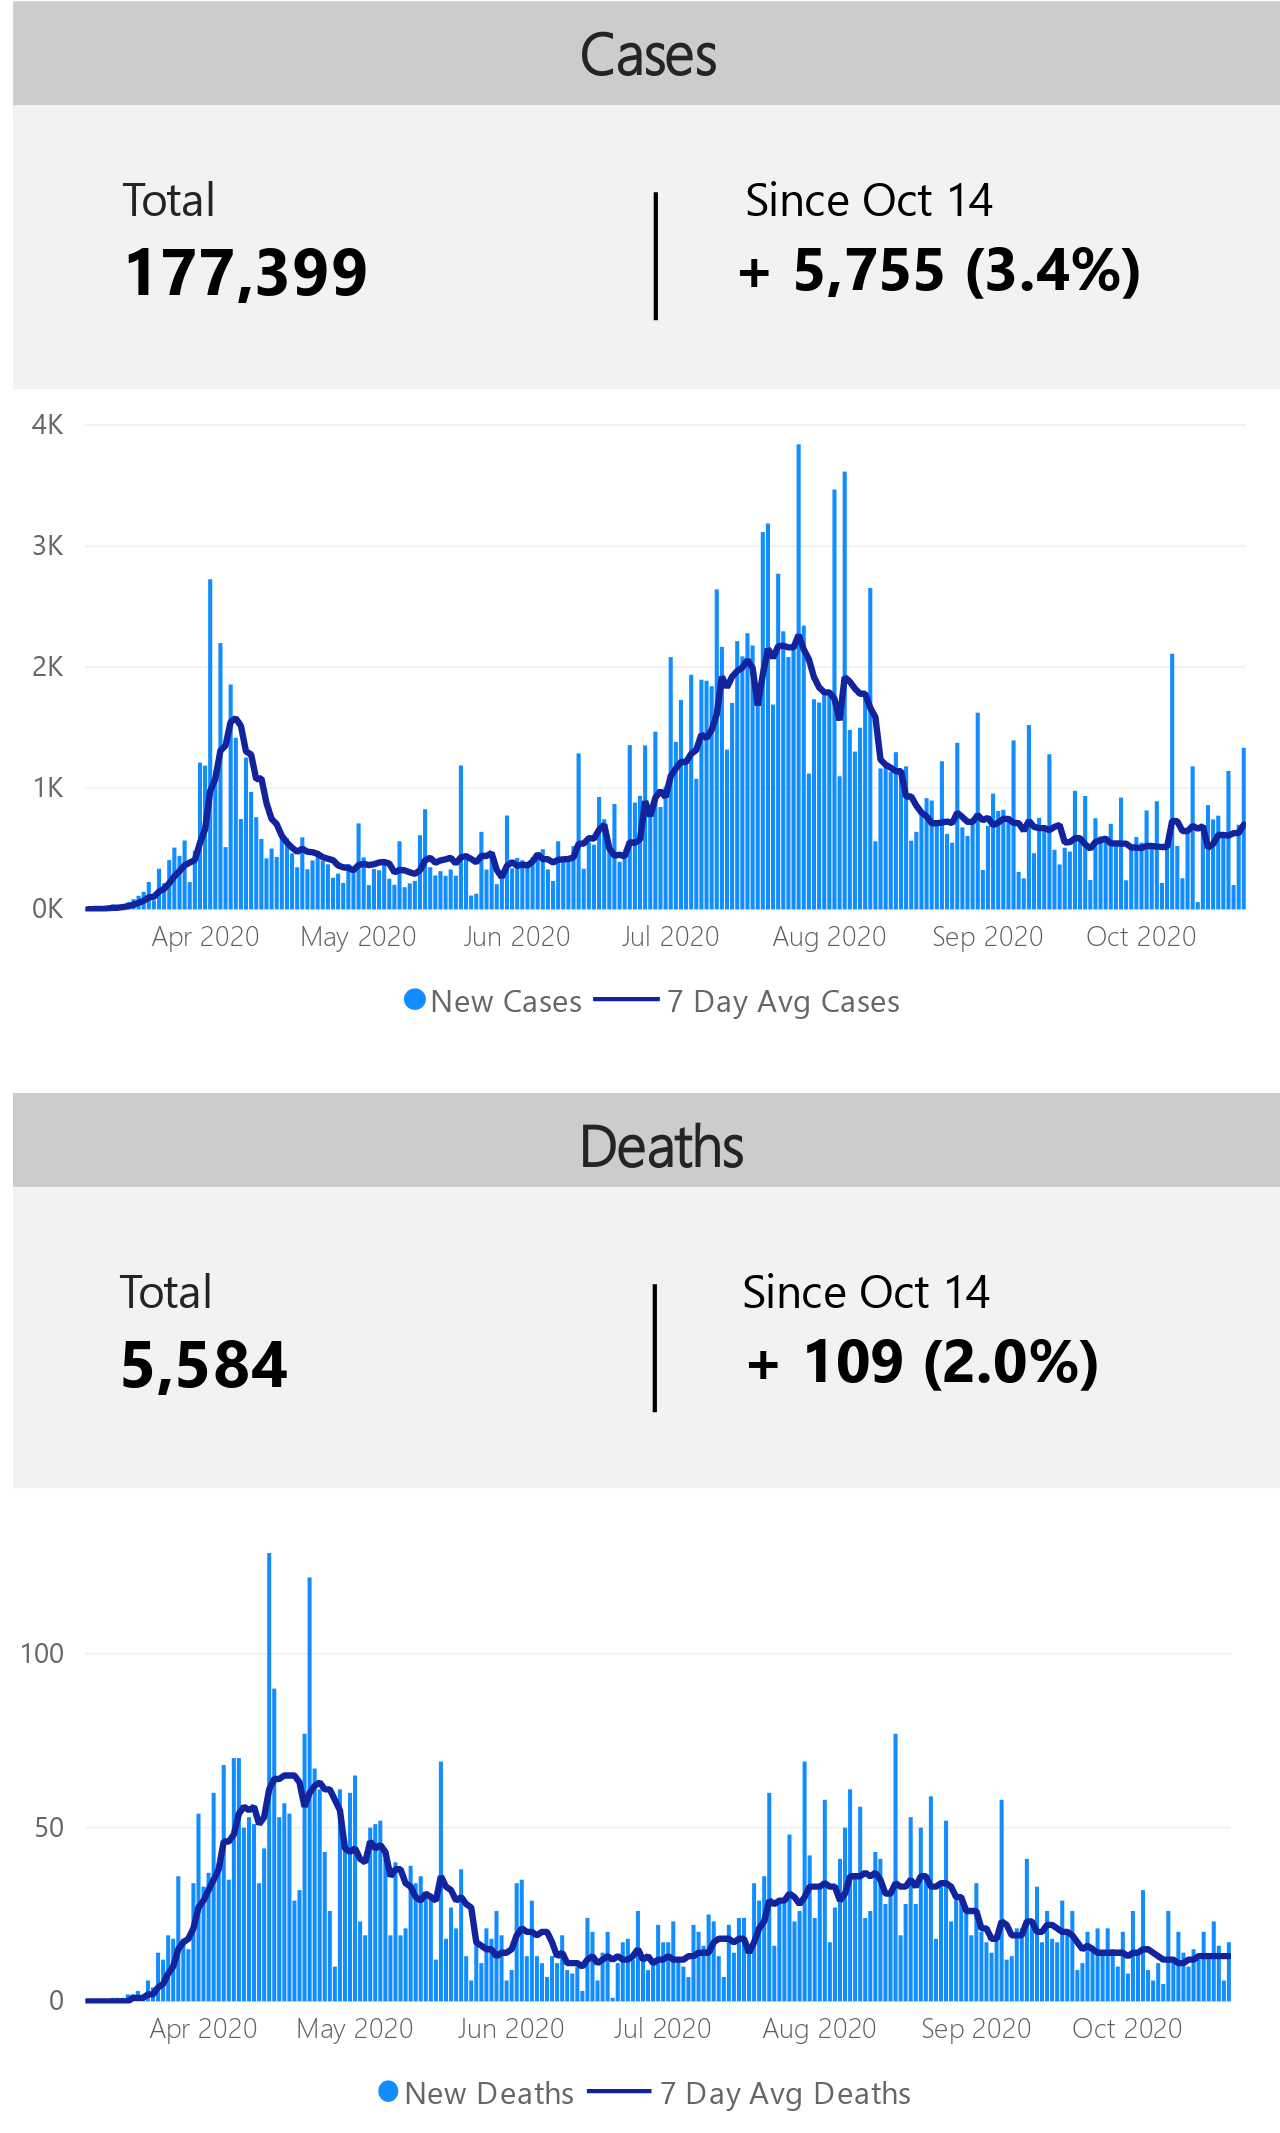 Cases
Total
Since Oct 14
177,399
+ 5,755 (3.4%)
4K
3K
2K
1K
0K
Apr 2020 May 2020 Jun 2020 Jul 2020 Aug 2020 Sep 2020 Oct 2020
New Cases 7 Day Avg Cases
Deaths
Total
Since Oct 14
5,584
+ 109 (2.0%)
100
50
0
Apr 2020 May 2020 Jun 2020 Jul 2020 Aug 2020 Sep 2020 Oct 2020
New Deaths 7 Day Avg Deaths